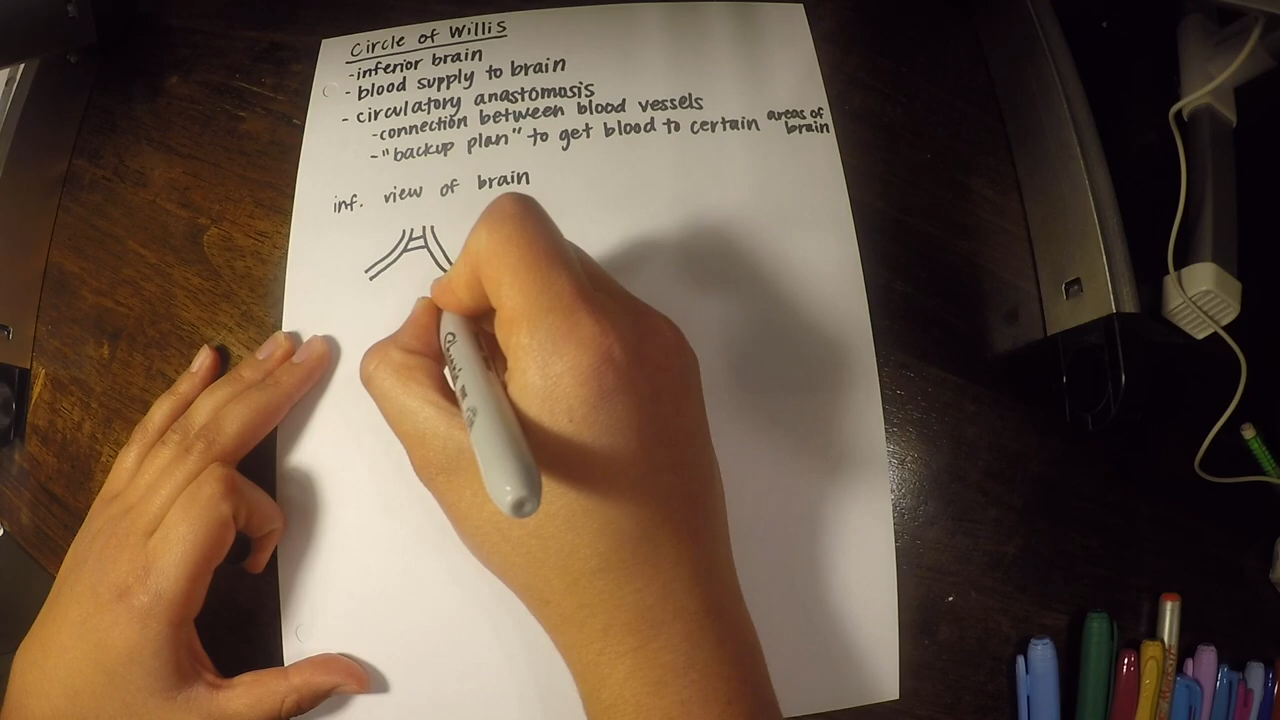 Circle of Willis
-inferior brain
- blood supply to brain
- circulatory anastomosis
-connection between blood vessels
-"backup plan" to get blood to certain areas of brain
inf. view of brain